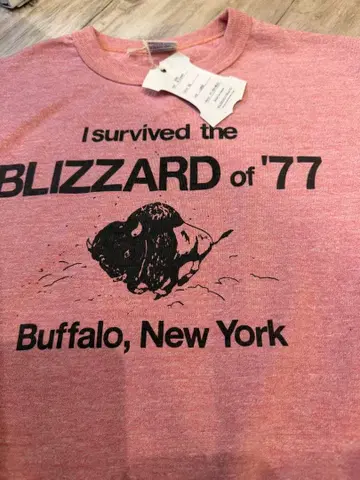 I survived the
BLIZZARD of '77
Buffalo, New York